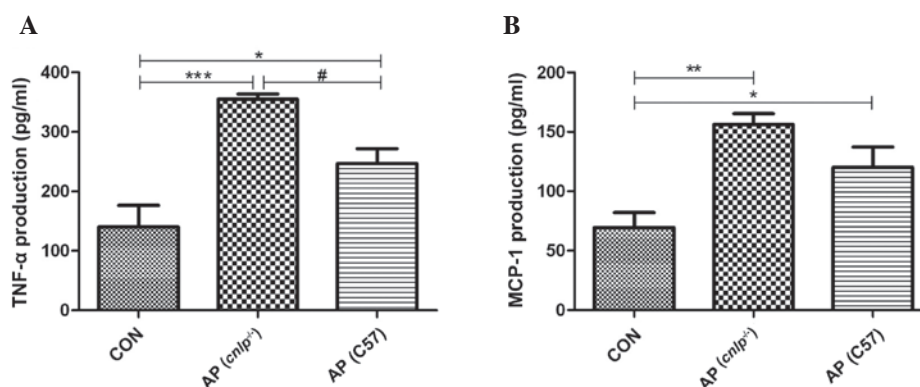 A
TNF-α production (pg/ml)
400
300
200
100
0
*
***
#
CON
AP (cnlp-/-)
AP (C57)
B
MCP-1 production (pg/ml)
200
150
100
50
0
**
*
CON
AP (cnlp-/-)
AP (C57)